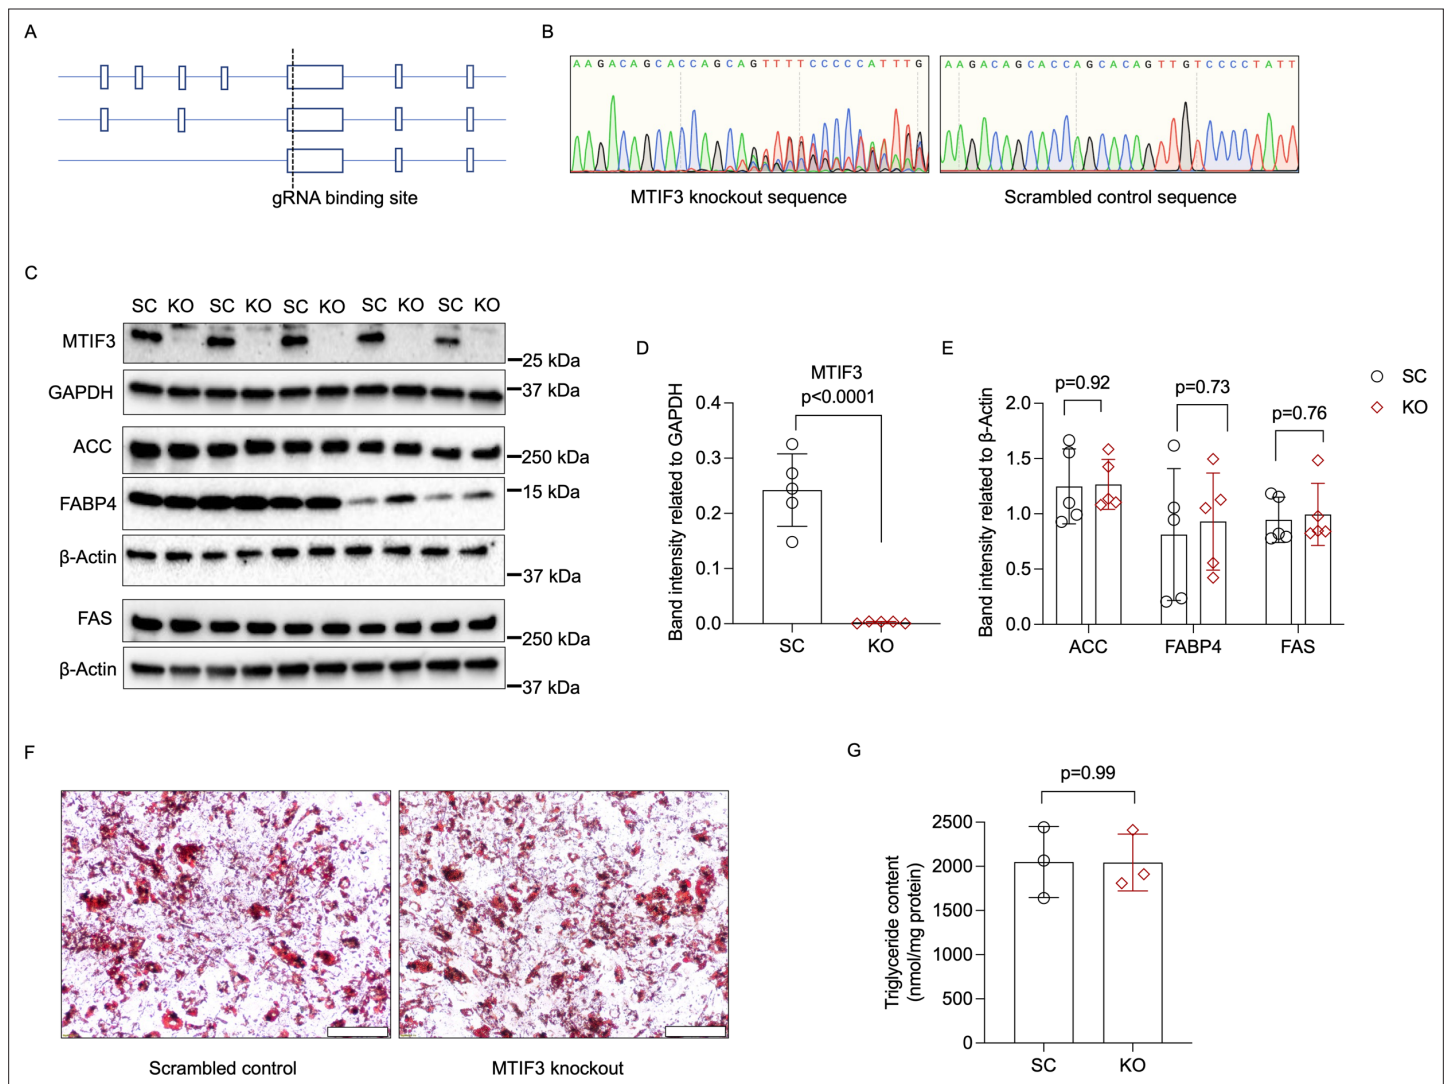 A
gRNA binding site
B
AAGACAGCACCAGCAGTTTTCCCCCATTTG
AAGACAGCACCAGCACAGTTGTCCCCTATT
MTIF3 knockout sequence
Scrambled control sequence
C
SC KO SC KO SC KO SC KO SC KO
MTIF3
25 kDa
GAPDH
37 kDa
ACC
250 kDa
FABP4
15 kDa
β-Actin
37 kDa
FAS
250 kDa
β-Actin
37 kDa
D
MTIF3
p<0.0001
Band intensity related to GAPDH
0.4
0.3
0.2
0.1
0.0
SC KO
E
SC
KO
p=0.92
p=0.73
p=0.76
Band intensity related to β-Actin
2.0
1.5
1.0
0.5
0.0
ACC FABP4 FAS
F
Scrambled control
MTIF3 knockout
G
p=0.99
Triglyceride content
(nmol/mg protein)
2500
2000
1500
1000
500
0
SC KO